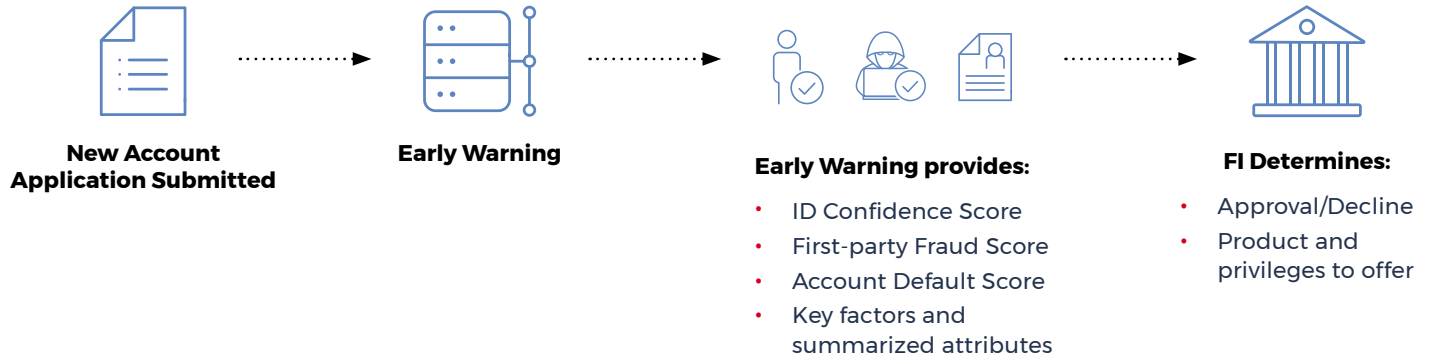 New Account
Application Submitted
Early Warning
Early Warning provides:
• ID Confidence Score
• First-party Fraud Score
• Account Default Score
• Key factors and
summarized attributes
FI Determines:
• Approval/Decline
• Product and
privileges to offer